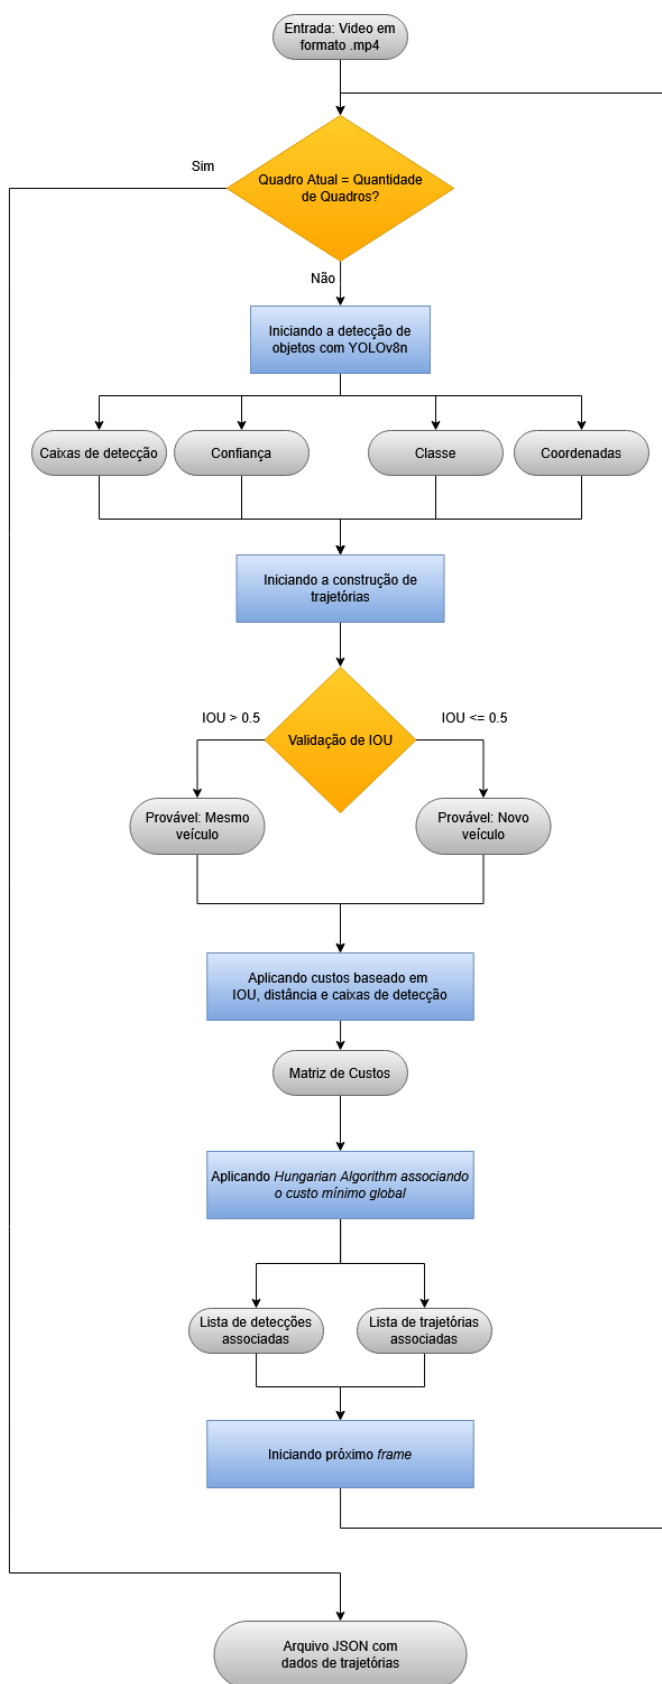 Entrada: Video em
formato .mp4
Sim
Quadro Atual = Quantidade
de Quadros?
Não
Iniciando a detecção de
objetos com YOLOv8n
Caixas de detecção
Confiança
Classe
Coordenadas
Iniciando a construção de
trajetórias
IOU > 0.5
IOU <= 0.5
Validação de IOU
Provável: Mesmo
veículo
Provável: Novo
veículo
Aplicando custos baseado em
IOU, distância e caixas de detecção
Matriz de Custos
Aplicando Hungarian Algorithm associando
o custo mínimo global
Lista de detecções
associadas
Lista de trajetórias
associadas
Iniciando próximo frame
Arquivo JSON com
dados de trajetórias